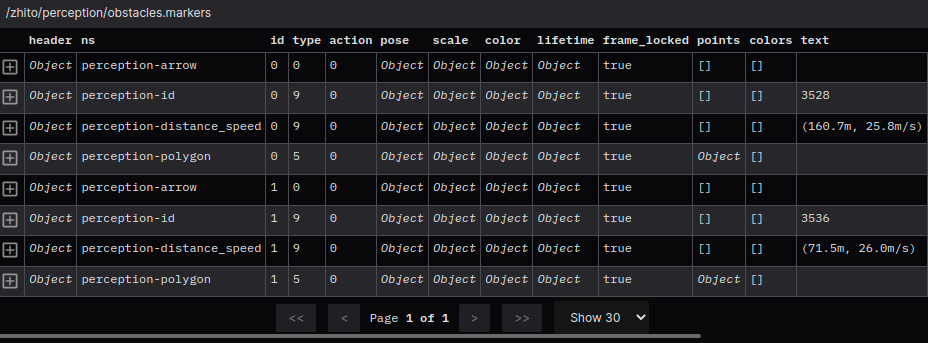 /zhito/perception/obstacles.markers
header ns id type action pose scale color lifetime frame_locked points colors text
Object perception-arrow 0 0 0 Object Object Object Object true [] []
Object perception-id 0 9 0 Object Object Object Object true [] [] 3528
Object perception-distance_speed 0 9 0 Object Object Object Object true [] [] (160.7m, 25.8m/s)
Object perception-polygon 0 5 0 Object Object Object Object true Object []
Object perception-arrow 1 0 0 Object Object Object Object true [] []
Object perception-id 1 9 0 Object Object Object Object true [] [] 3536
Object perception-distance_speed 1 9 0 Object Object Object Object true [] [] (71.5m, 26.0m/s)
Object perception-polygon 1 5 0 Object Object Object Object true Object []
<< < Page 1 of 1 > >> Show 30